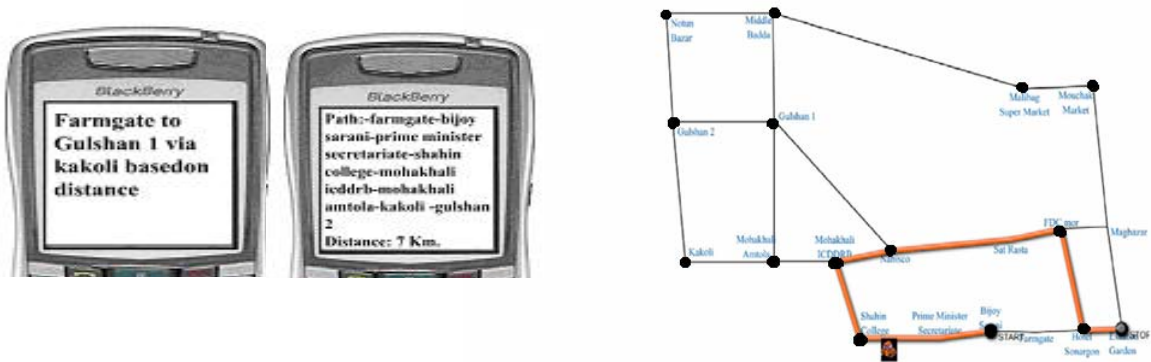 BlackBerry
Farmgate to
Gulshan 1 via
kakoli basedon
distance
BlackBerry
Path:-farmgate-bijoy
sarani-prime minister
secretariate-shahin
college-mohakhali
icddrb-mohakhali
amtola-kakoli -gulshan
2
Distance: 7 Km.
Notun
Bazar
Middle
Badda
Malibag
Super Market
Mouchak
Market
Gulshan 2
Gulshan 1
FDC mor
Maghazar
Kakoli
Mohakhali
Amtola
Mohakhali
ICDDRB
Nabisco
Sat Rasta
Shahin
College
Prime Minister
Secretariate
Bijoy
START
Farmgate
Hotel
Sonargon
Garden